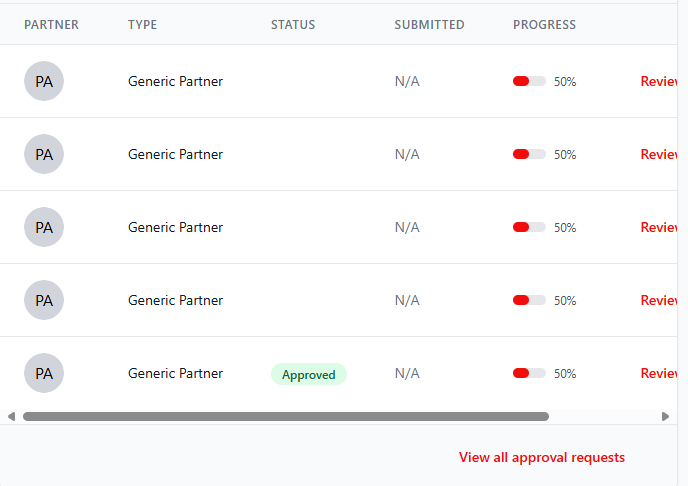 PARTNER TYPE STATUS SUBMITTED PROGRESS
PA Generic Partner N/A 50% Review
PA Generic Partner N/A 50% Review
PA Generic Partner N/A 50% Review
PA Generic Partner N/A 50% Review
PA Generic Partner Approved N/A 50% Review
View all approval requests